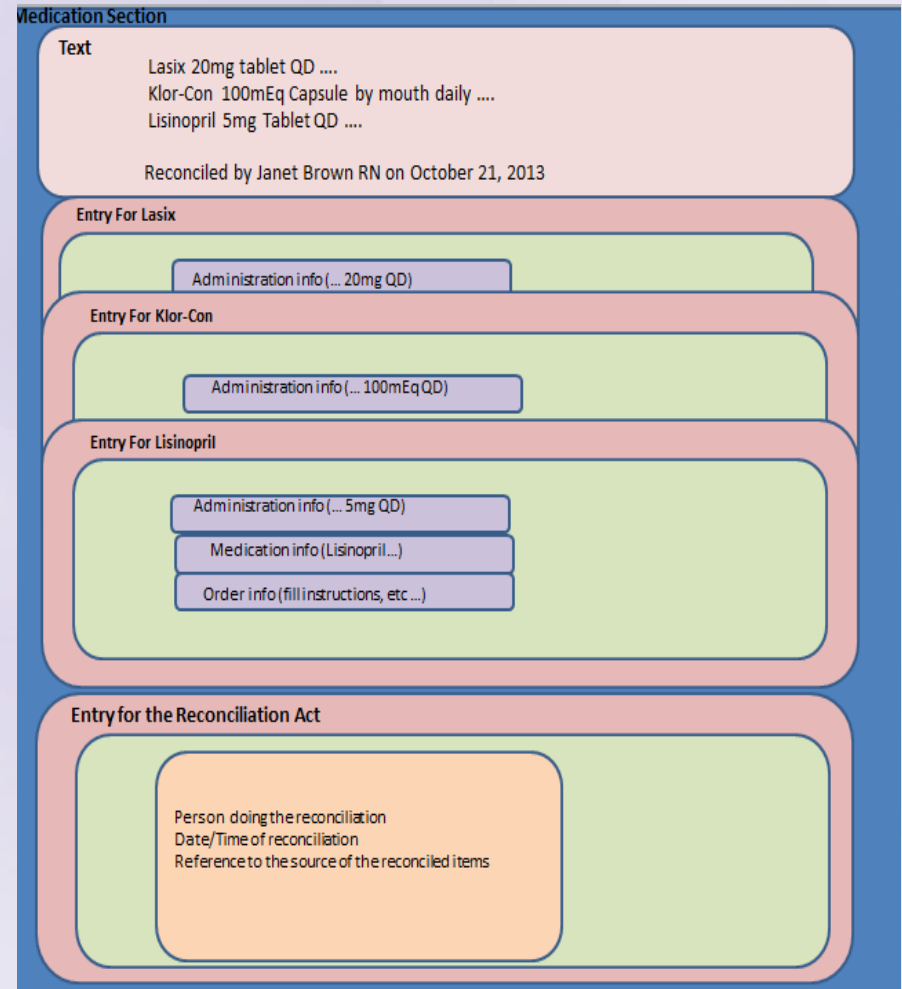 Medication Section
Text
Lasix 20mg tablet QD ....
Klor-Con 100mEq Capsule by mouth daily ....
Lisinopril 5mg Tablet QD ....
Reconciled by Janet Brown RN on October 21, 2013
Entry For Lasix
Administration info (... 20mg QD)
Entry For Klor-Con
Administration info (... 100mEq QD)
Entry For Lisinopril
Administration info (... 5mg QD)
Medication info (Lisinopril...)
Order info (fill instructions, etc ...)
Entry for the Reconciliation Act
Person doing the reconciliation
Date/Time of reconciliation
Reference to the source of the reconciled items